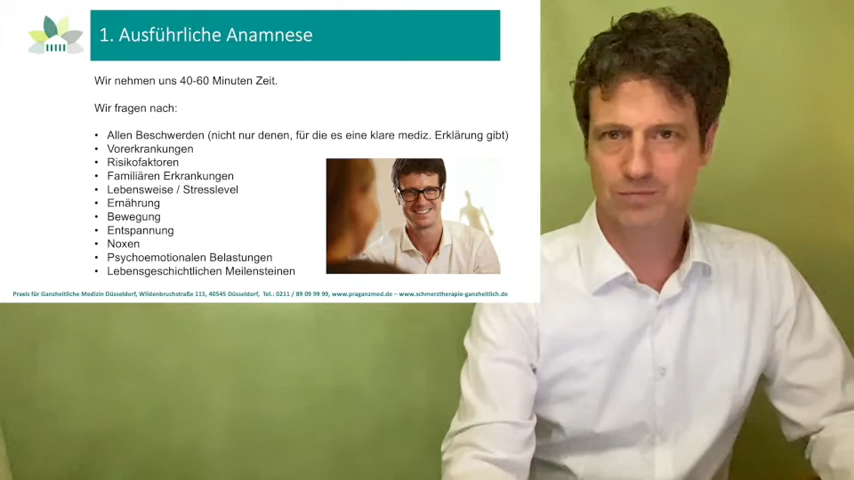 1. Ausführliche Anamnese
Wir nehmen uns 40-60 Minuten Zeit.
Wir fragen nach:
• Allen Beschwerden (nicht nur denen, für die es eine klare mediz. Erklärung gibt)
• Vorerkrankungen
• Risikofaktoren
• Familiären Erkrankungen
• Lebensweise / Stresslevel
• Ernährung
• Bewegung
• Entspannung
• Noxen
• Psychoemotionalen Belastungen
• Lebensgeschichtlichen Meilensteinen
Praxis für Ganzheitliche Medizin Düsseldorf, Wildenbruchstraße 115, 40545 Düsseldorf, Tel.: 0211 / 89 09 99 99, www.praganzmed.de – www.schmerztherapie-ganzheitlich.de